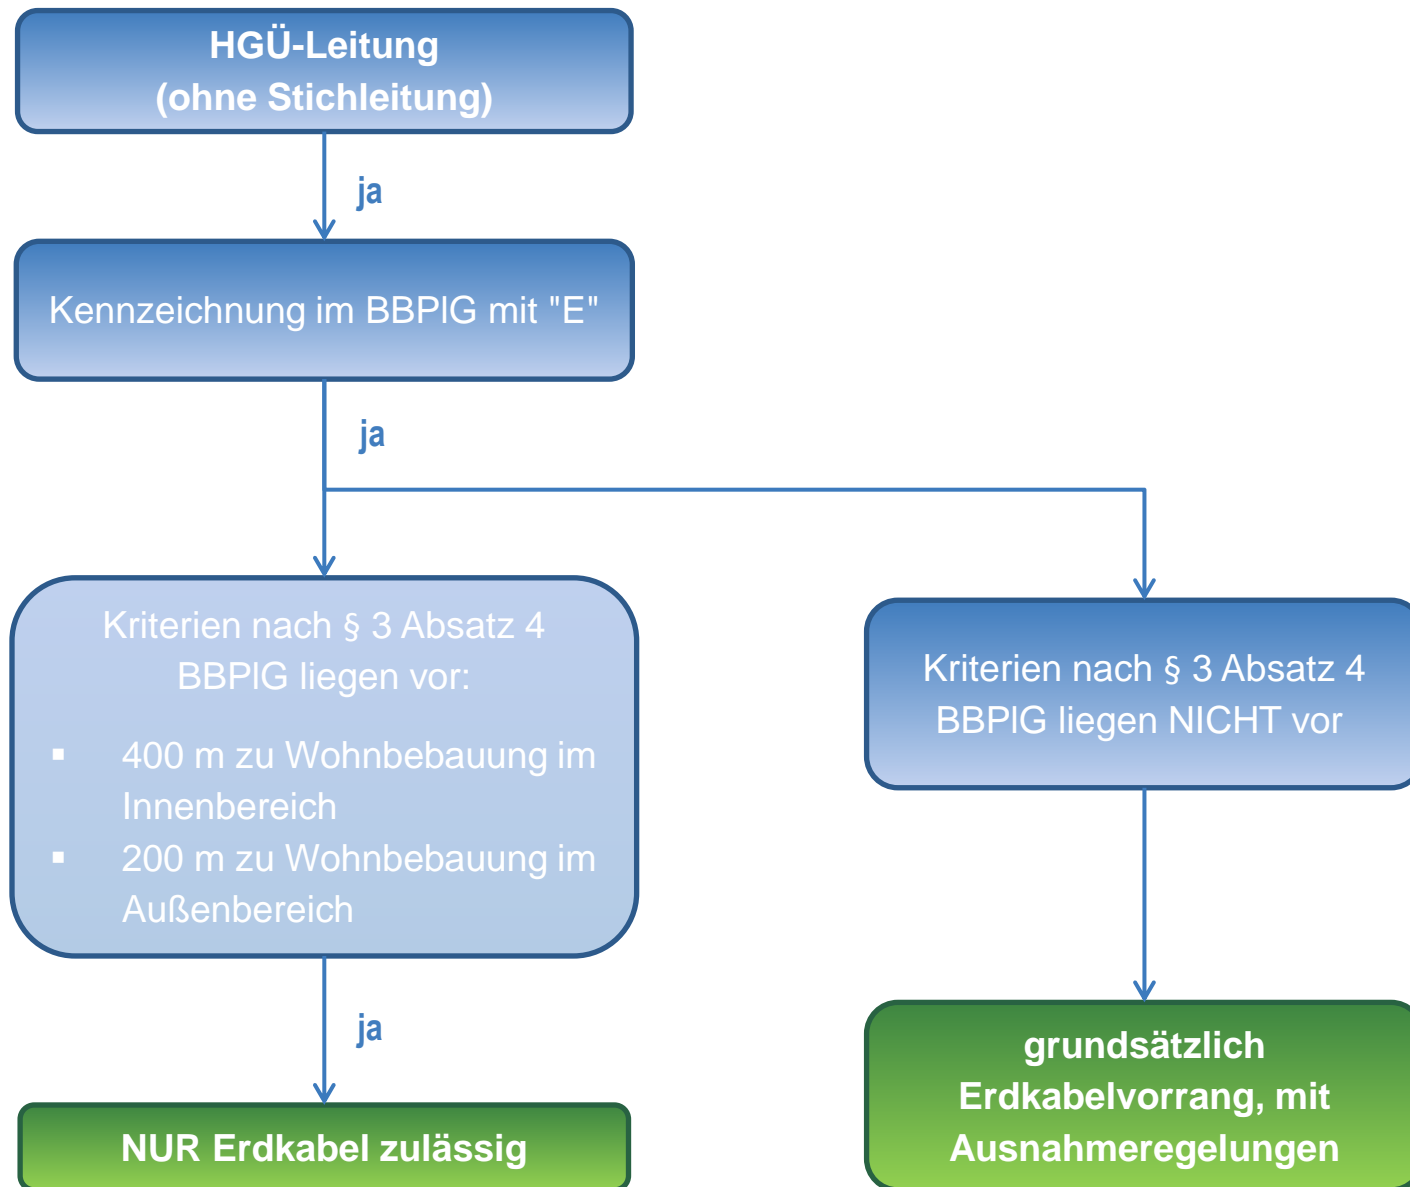 HGÜ-Leitung
(ohne Stichleitung)
ja
Kennzeichnung im BBPlG mit "E"
ja
Kriterien nach § 3 Absatz 4
BBPlG liegen vor:
▪ 400 m zu Wohnbebauung im
Innenbereich
▪ 200 m zu Wohnbebauung im
Außenbereich
ja
NUR Erdkabel zulässig
Kriterien nach § 3 Absatz 4
BBPlG liegen NICHT vor
grundsätzlich
Erdkabelvorrang, mit
Ausnahmeregelungen